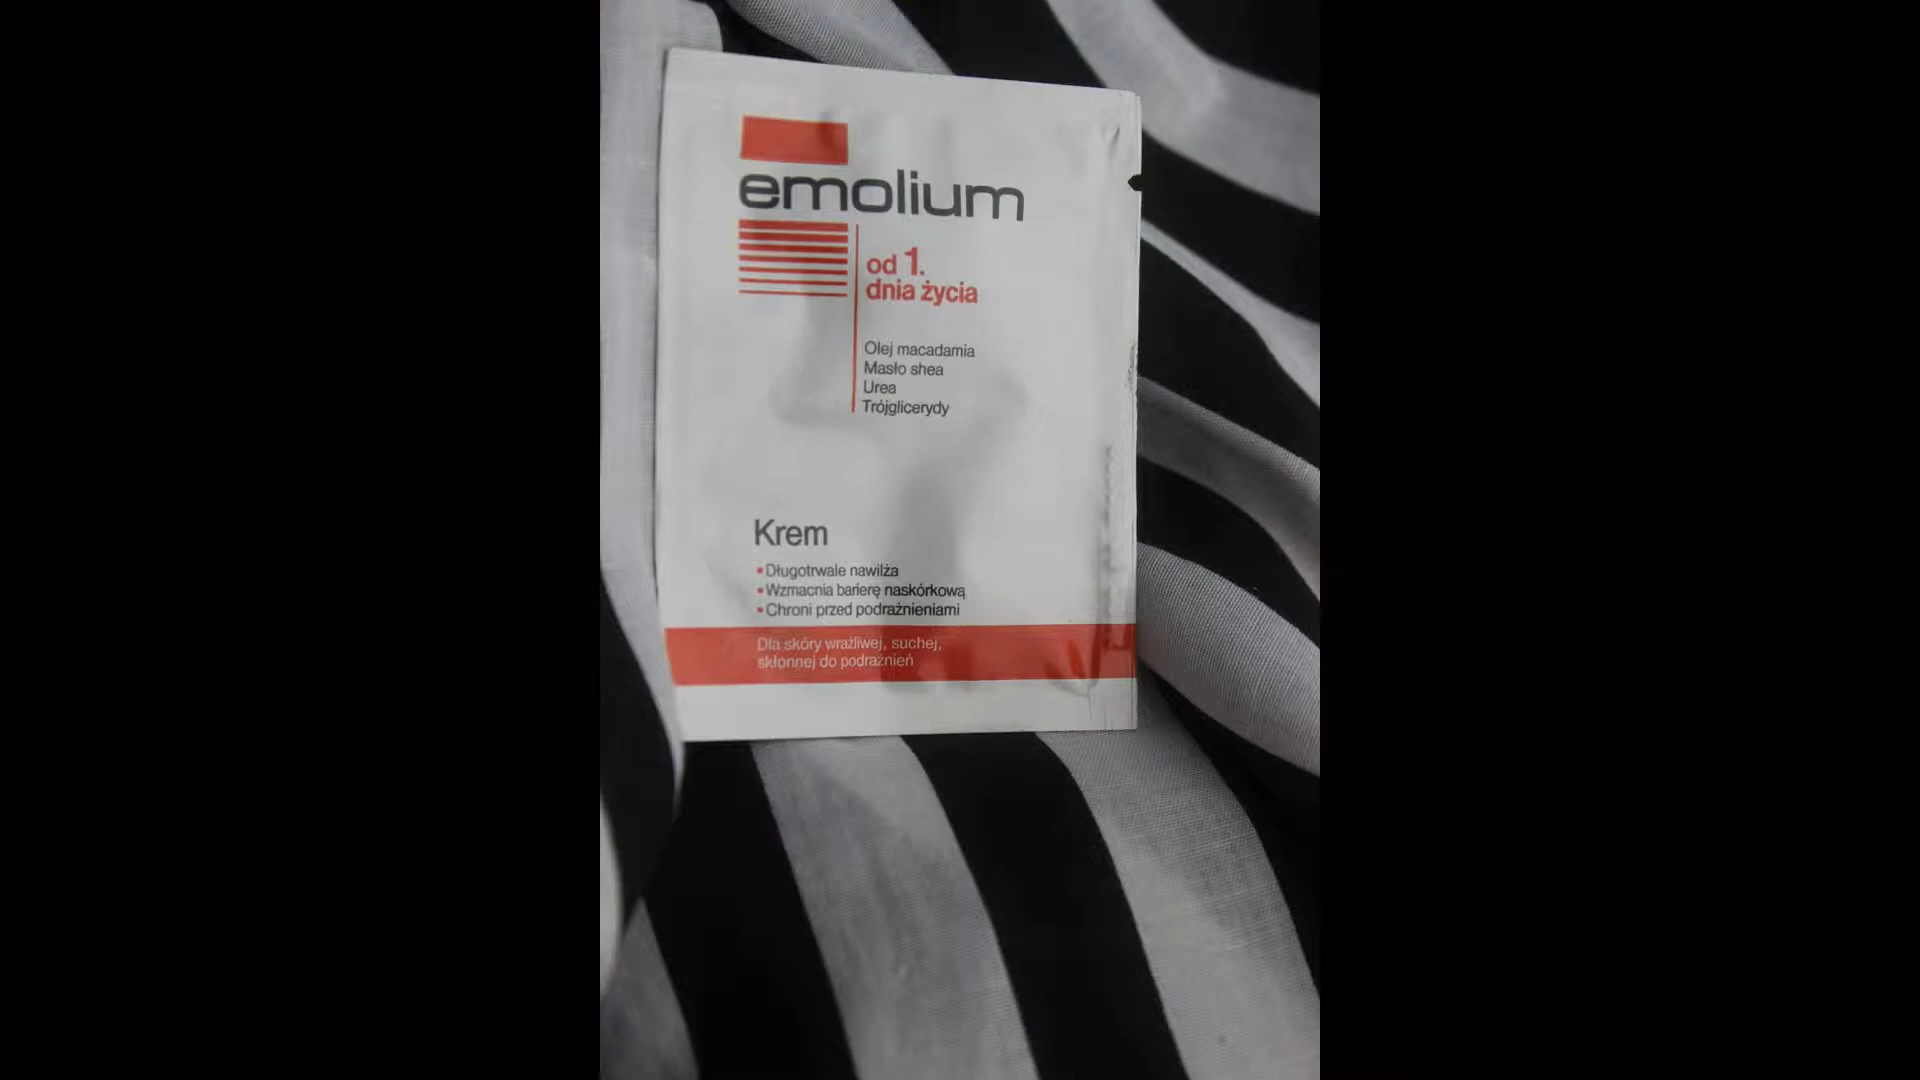 emolium
od 1.
dnia życia
Olej macadamia
Masło shea
Urea
Trójglicerydy
Krem
▪Długotrwale nawilża
▪Wzmacnia barierę naskórkową
▪Chroni przed podrażnieniami
Dla skóry wrażliwej, suchej,
skłonnej do podrażnień